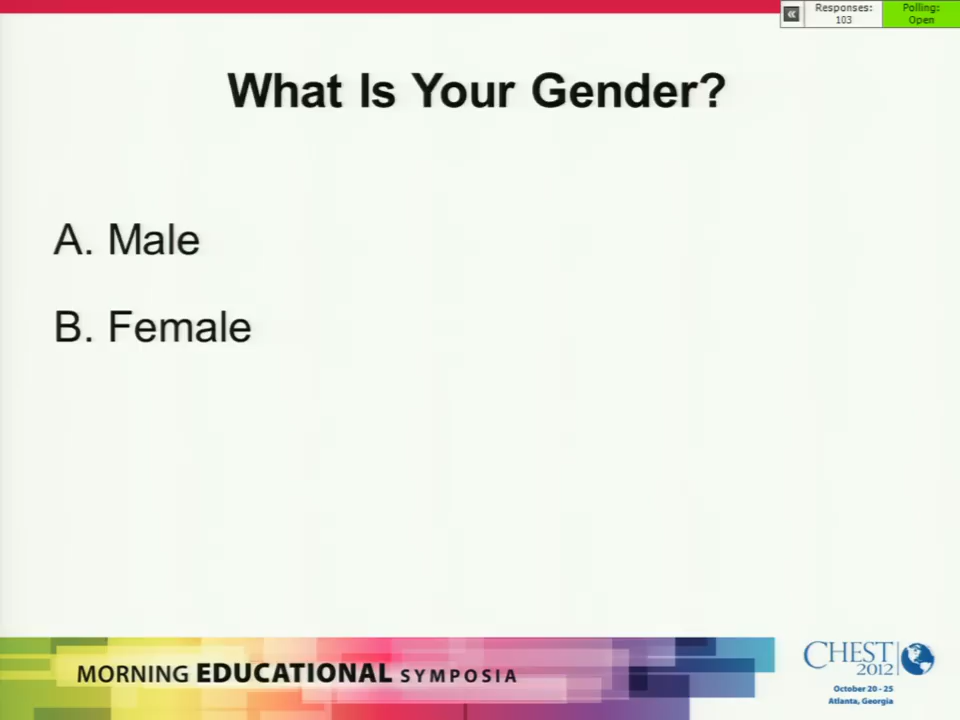 Responses:
103
Polling:
Open
What Is Your Gender?
A. Male
B. Female
MORNING EDUCATIONAL SYMPOSIA
CHEST
2012
October 20 - 25
Atlanta, Georgia